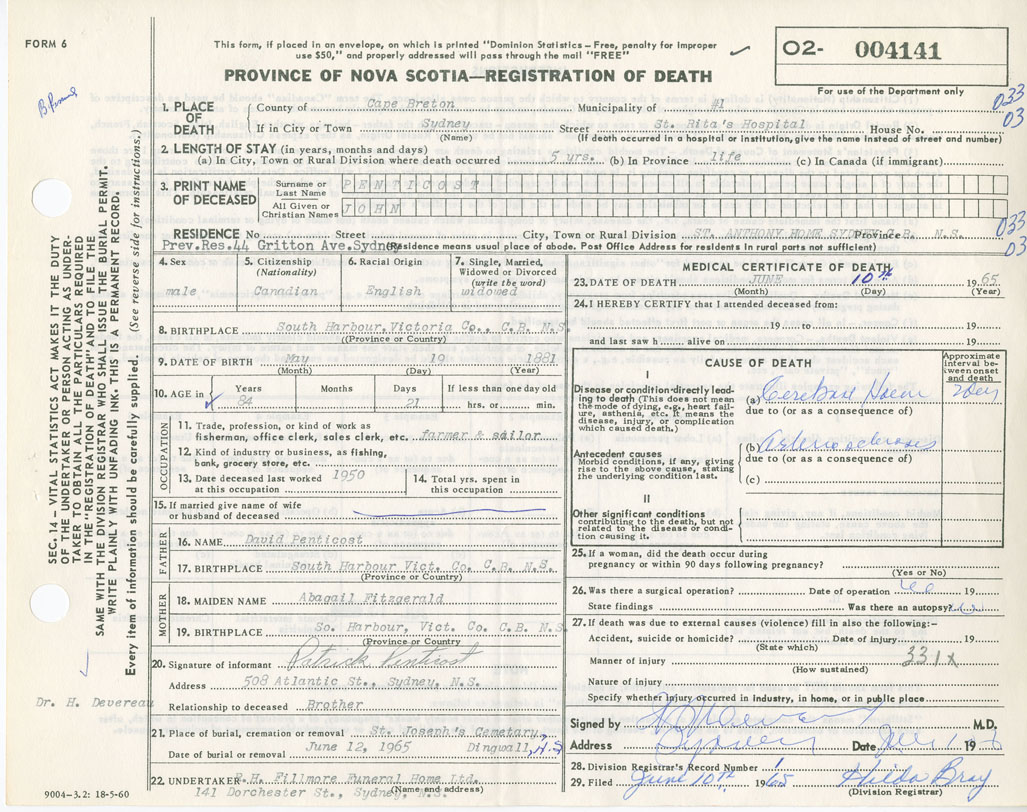 FORM 6
This form, if placed in an envelope, on which is printed "Dominion Statistics – Free, penalty for improper
use $50," and properly addressed will pass through the mail "FREE"
02- 004141
PROVINCE OF NOVA SCOTIA—REGISTRATION OF DEATH
For use of the Department only
033
03
1. PLACE OF DEATH County of Cape Breton Municipality of #1
If in City or Town Sydney (Name) Street St. Rita's Hospital House No.
(If death occurred in a hospital or institution, give the name instead of street and number)
2. LENGTH OF STAY (in years, months and days)
(a) In City, Town or Rural Division where death occurred 5 yrs. (b) In Province life (c) In Canada (if immigrant)
3. PRINT NAME OF DECEASED Surname or Last Name PENTICOST
All Given or Christian Names JOHN
033
03
RESIDENCE No Street City, Town or Rural Division ST. ANTHONY HOME Province N. S.
Prev.Res.44 Gritton Ave.Sydney (Residence means usual place of abode. Post Office Address for residents in rural parts not sufficient)
4. Sex male
5. Citizenship (Nationality) Canadian
6. Racial Origin English
7. Single, Married, Widowed or Divorced (write the word) widowed
8. BIRTHPLACE South Harbour,Victoria Co., C.B. N.S.
((Province or Country)
9. DATE OF BIRTH May 19 1881
(Month) (Day) (Year)
10. AGE in Years 84 Months Days 21 If less than one day old hrs. or min.
OCCUPATION
11. Trade, profession, or kind of work as
fisherman, office clerk, sales clerk, etc. farmer & sailor
12. Kind of industry or business, as fishing,
bank, grocery store, etc.
13. Date deceased last worked at this occupation 1950
14. Total yrs. spent in this occupation
15. If married give name of wife
or husband of deceased
FATHER
16. NAME David Penticost
17. BIRTHPLACE South Harbour Vict. Co. C.B. N.S.
(Province or Country)
MOTHER
18. MAIDEN NAME Abagail Fitzgerald
19. BIRTHPLACE So. Harbour, Vict. Co. C.B. N.S.
(Province or Country
20. Signature of informant Patrick Penticost
Address 508 Atlantic St., Sydney, N.S.
Relationship to deceased Brother
21. Place of burial, cremation or removal St. Joseph's Cemetary,
Date of burial or removal June 12, 1965 Dingwall, N.S.
22. UNDERTAKER F.H. Fillmore Funeral Home Ltd.
141 Dorchester St., Sydney, N.S. (Name and address)
MEDICAL CERTIFICATE OF DEATH
23. DATE OF DEATH JUNE 10th 1965.
(Month) (Day) (Year)
24. I HEREBY CERTIFY that I attended deceased from:
19 to 19
and last saw h alive on 19
CAUSE OF DEATH
Approximate interval between onset and death
I
Disease or condition directly leading to death (This does not mean the mode of dying, e.g., heart failure, asthenia, etc. It means the disease, injury, or complication which caused death.)
(a)
due to (or as a consequence of)
Antecedent causes
Morbid conditions, if any, giving rise to the above cause, stating the underlying condition last.
(b) Arteriosclerosis
due to (or as a consequence of)
(c)
II
Other significant conditions
contributing to the death, but not related to the disease or condition causing it.
25. If a woman, did the death occur during
pregnancy or within 90 days following pregnancy?
(Yes or No)
26. Was there a surgical operation? Date of operation 19
State findings Was there an autopsy?
27. If death was due to external causes (violence) fill in also the following:–
Accident, suicide or homicide? Date of injury 19
(State which)
Manner of injury 331X
(How sustained)
Nature of injury
Specify whether injury occurred in industry, in home, or in public place
Signed by M.D.
Address Sydney Date 19
28. Division Registrar's Record Number
29. Filed June 10th 1965 Hilda Bray
(Division Registrar)
SEC. 14 – VITAL STATISTICS ACT MAKES IT THE DUTY
OF THE UNDERTAKER OR PERSON ACTING AS UNDER-
TAKER TO OBTAIN ALL THE PARTICULARS REQUIRED
IN THE "REGISTRATION OF DEATH" AND TO FILE THE
SAME WITH THE DIVISION REGISTRAR WHO SHALL ISSUE THE BURIAL PERMIT.
WRITE PLAINLY WITH UNFADING INK. THIS IS A PERMANENT RECORD.
Every item of information should be carefully supplied. (See reverse side for instructions.)
Dr. H. Devereau
9004-3.2: 18-5-60